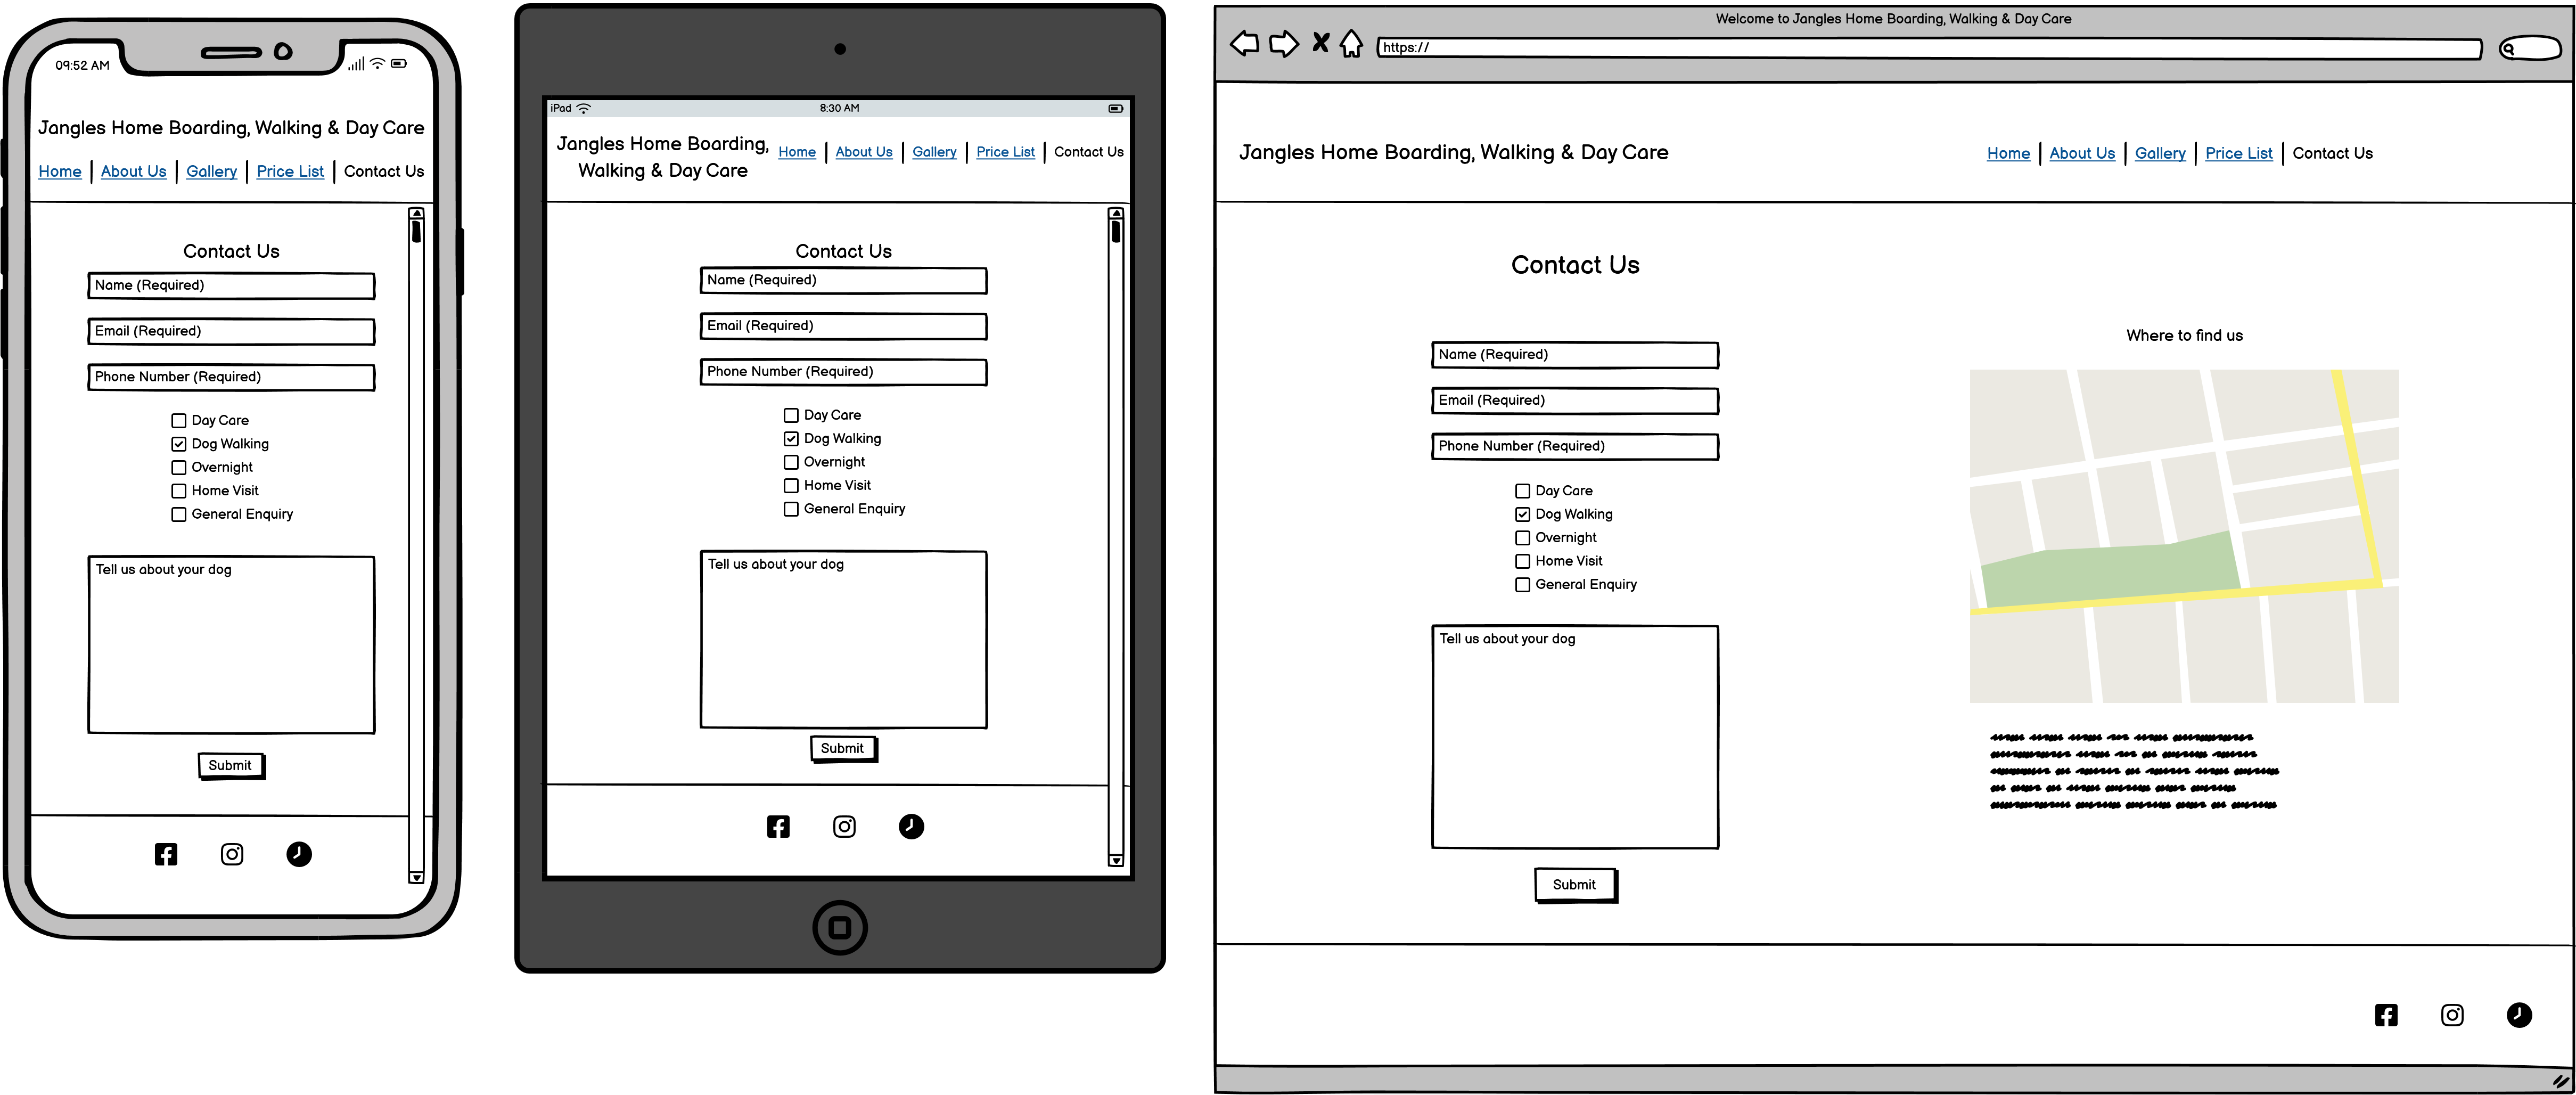 09:52 AM
Jangles Home Boarding, Walking & Day Care
Home | About Us | Gallery | Price List | Contact Us
Contact Us
Name (Required)
Email (Required)
Phone Number (Required)
Day Care
Dog Walking
Overnight
Home Visit
General Enquiry
Tell us about your dog
Submit
iPad
8:30 AM
Jangles Home Boarding,
Walking & Day Care
Home | About Us | Gallery | Price List | Contact Us
Contact Us
Name (Required)
Email (Required)
Phone Number (Required)
Day Care
Dog Walking
Overnight
Home Visit
General Enquiry
Tell us about your dog
Submit
Welcome to Jangles Home Boarding, Walking & Day Care
https://
Jangles Home Boarding, Walking & Day Care
Home | About Us | Gallery | Price List | Contact Us
Contact Us
Name (Required)
Email (Required)
Phone Number (Required)
Day Care
Dog Walking
Overnight
Home Visit
General Enquiry
Tell us about your dog
Submit
Where to find us